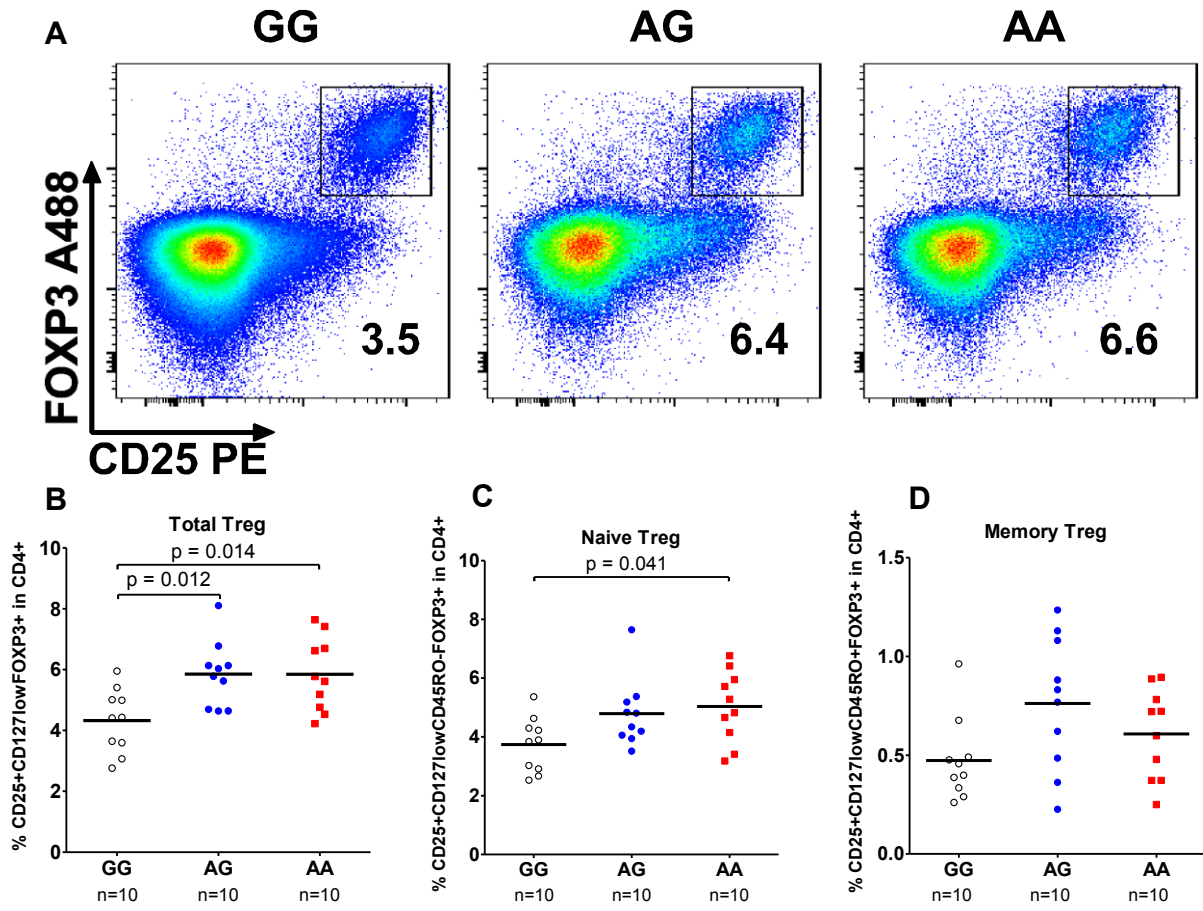 A
GG
AG
AA
FOXP3 A488
3.5
6.4
6.6
CD25 PE
B
Total Treg
p = 0.014
p = 0.012
% CD25+CD127lowFOXP3+ in CD4+
10
8
6
4
2
0
GG
AG
AA
n=10
n=10
n=10
C
Naive Treg
p = 0.041
% CD25+CD127lowCD45RO-FOXP3+ in CD4+
10
8
6
4
2
0
GG
AG
AA
n=10
n=10
n=10
D
Memory Treg
% CD25+CD127lowCD45RO+FOXP3+ in CD4+
1.5
1.0
0.5
0.0
GG
AG
AA
n=10
n=10
n=10